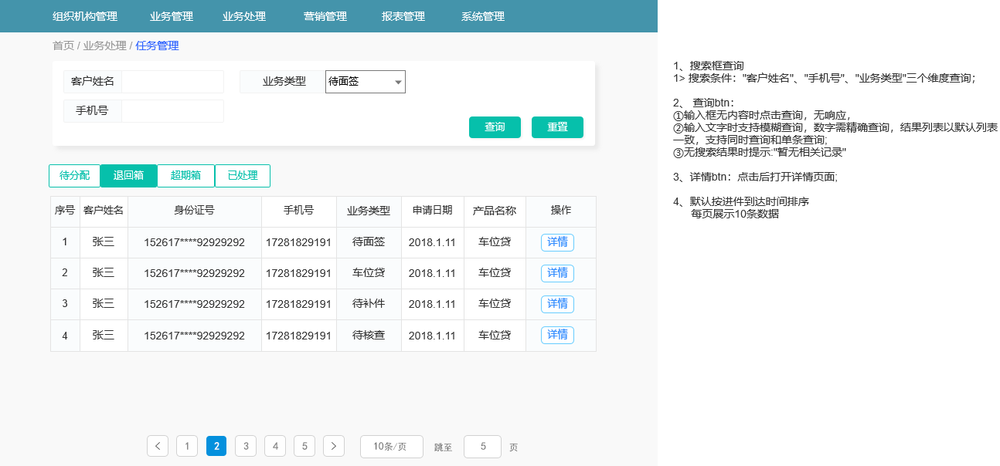 组织机构管理 业务管理 业务处理 营销管理 报表管理 系统管理
首页 / 业务处理 / 任务管理
客户姓名 业务类型 待面签
手机号
查询 重置
待分配 退回箱 超期箱 已处理
序号 客户姓名 身份证号 手机号 业务类型 申请日期 产品名称 操作
1 张三 152617****92929292 17281829191 待面签 2018.1.11 车位贷 详情
2 张三 152617****92929292 17281829191 车位贷 2018.1.11 车位贷 详情
3 张三 152617****92929292 17281829191 待补件 2018.1.11 车位贷 详情
4 张三 152617****92929292 17281829191 待核查 2018.1.11 车位贷 详情
< 1 2 3 4 5 > 10条/页 跳至 5 页
1、搜索框查询
1> 搜索条件："客户姓名"、"手机号"、"业务类型"三个维度查询；
2、 查询btn：
①输入框无内容时点击查询，无响应，
②输入文字时支持模糊查询，数字需精确查询，结果列表以默认列表
一致，支持同时查询和单条查询;
③无搜索结果时提示:"暂无相关记录"
3、详情btn：点击后打开详情页面;
4、默认按进件到达时间排序
每页展示10条数据